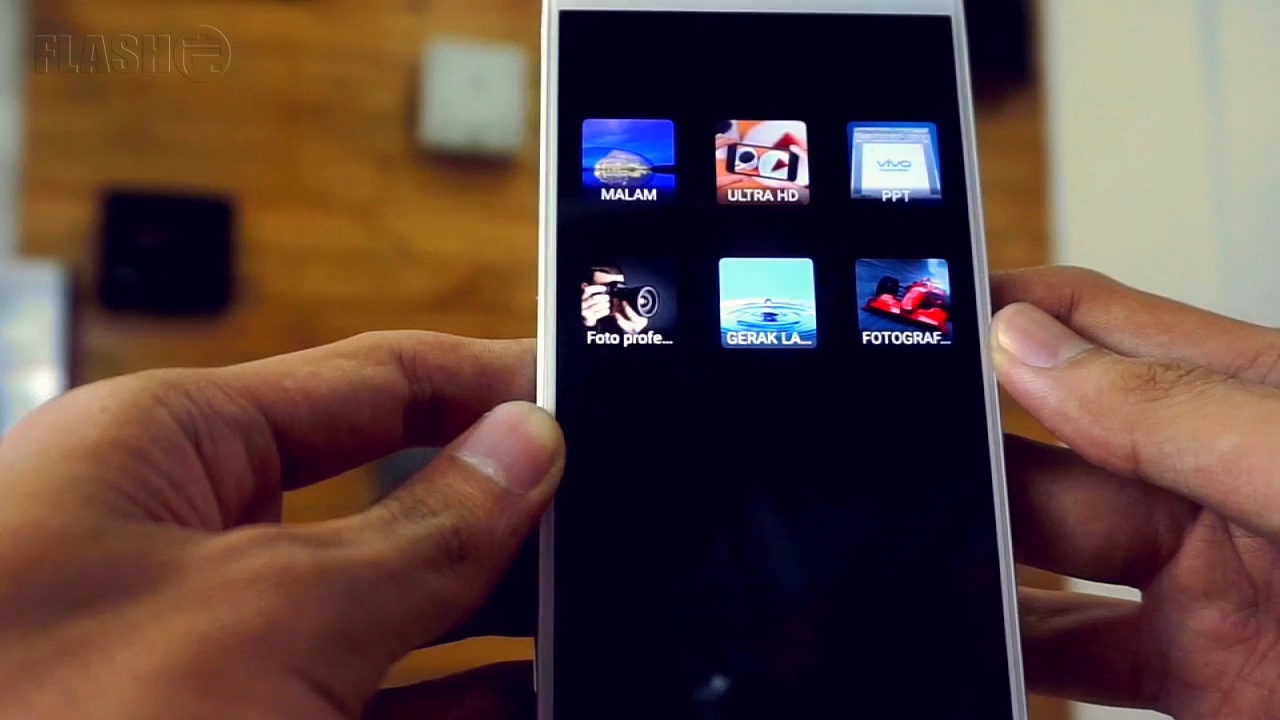 FLASH
MALAM
ULTRA HD
vivo
PPT
Foto profe...
GERAK LA...
FOTOGRAF...